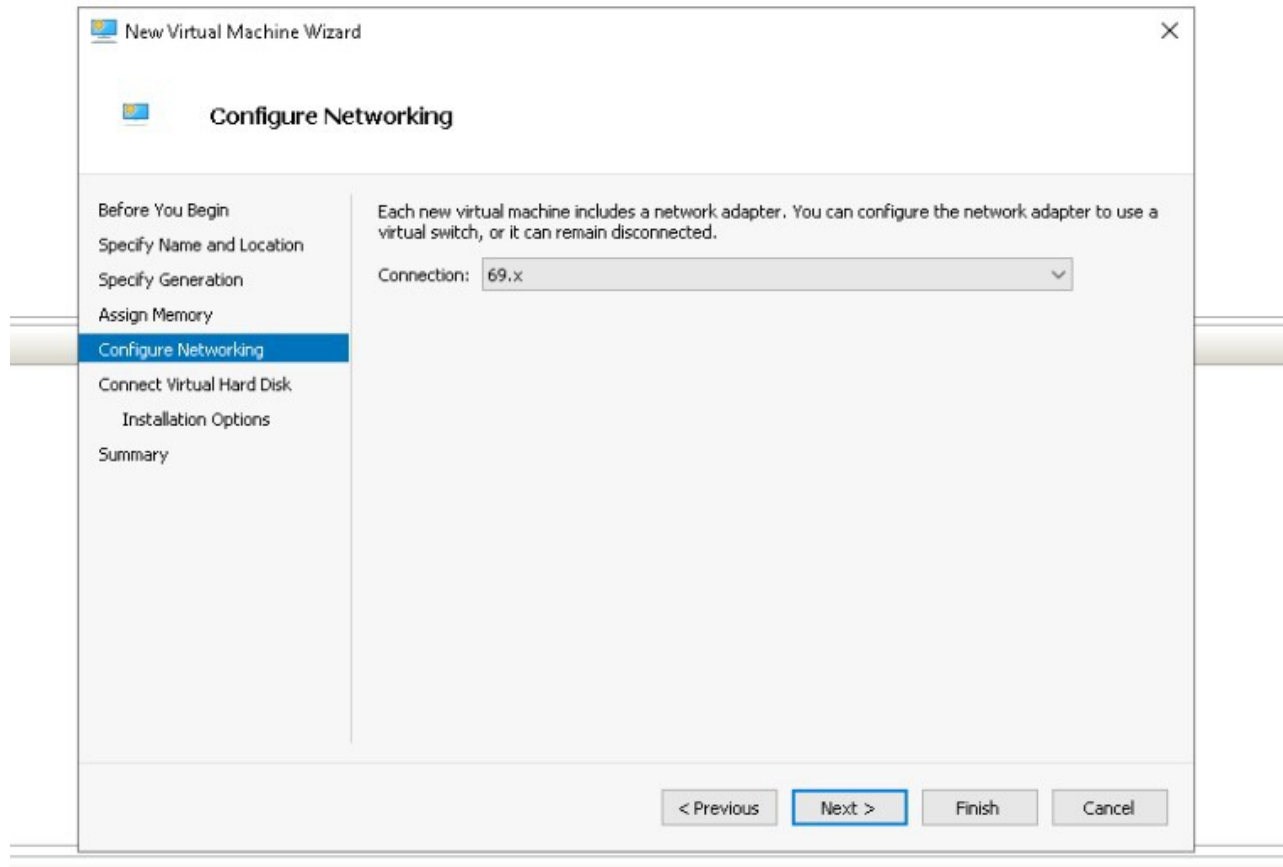 New Virtual Machine Wizard
Configure Networking
Before You Begin
Specify Name and Location
Specify Generation
Assign Memory
Configure Networking
Connect Virtual Hard Disk
Installation Options
Summary
Each new virtual machine includes a network adapter. You can configure the network adapter to use a
virtual switch, or it can remain disconnected.
Connection: 69.x
< Previous Next > Finish Cancel